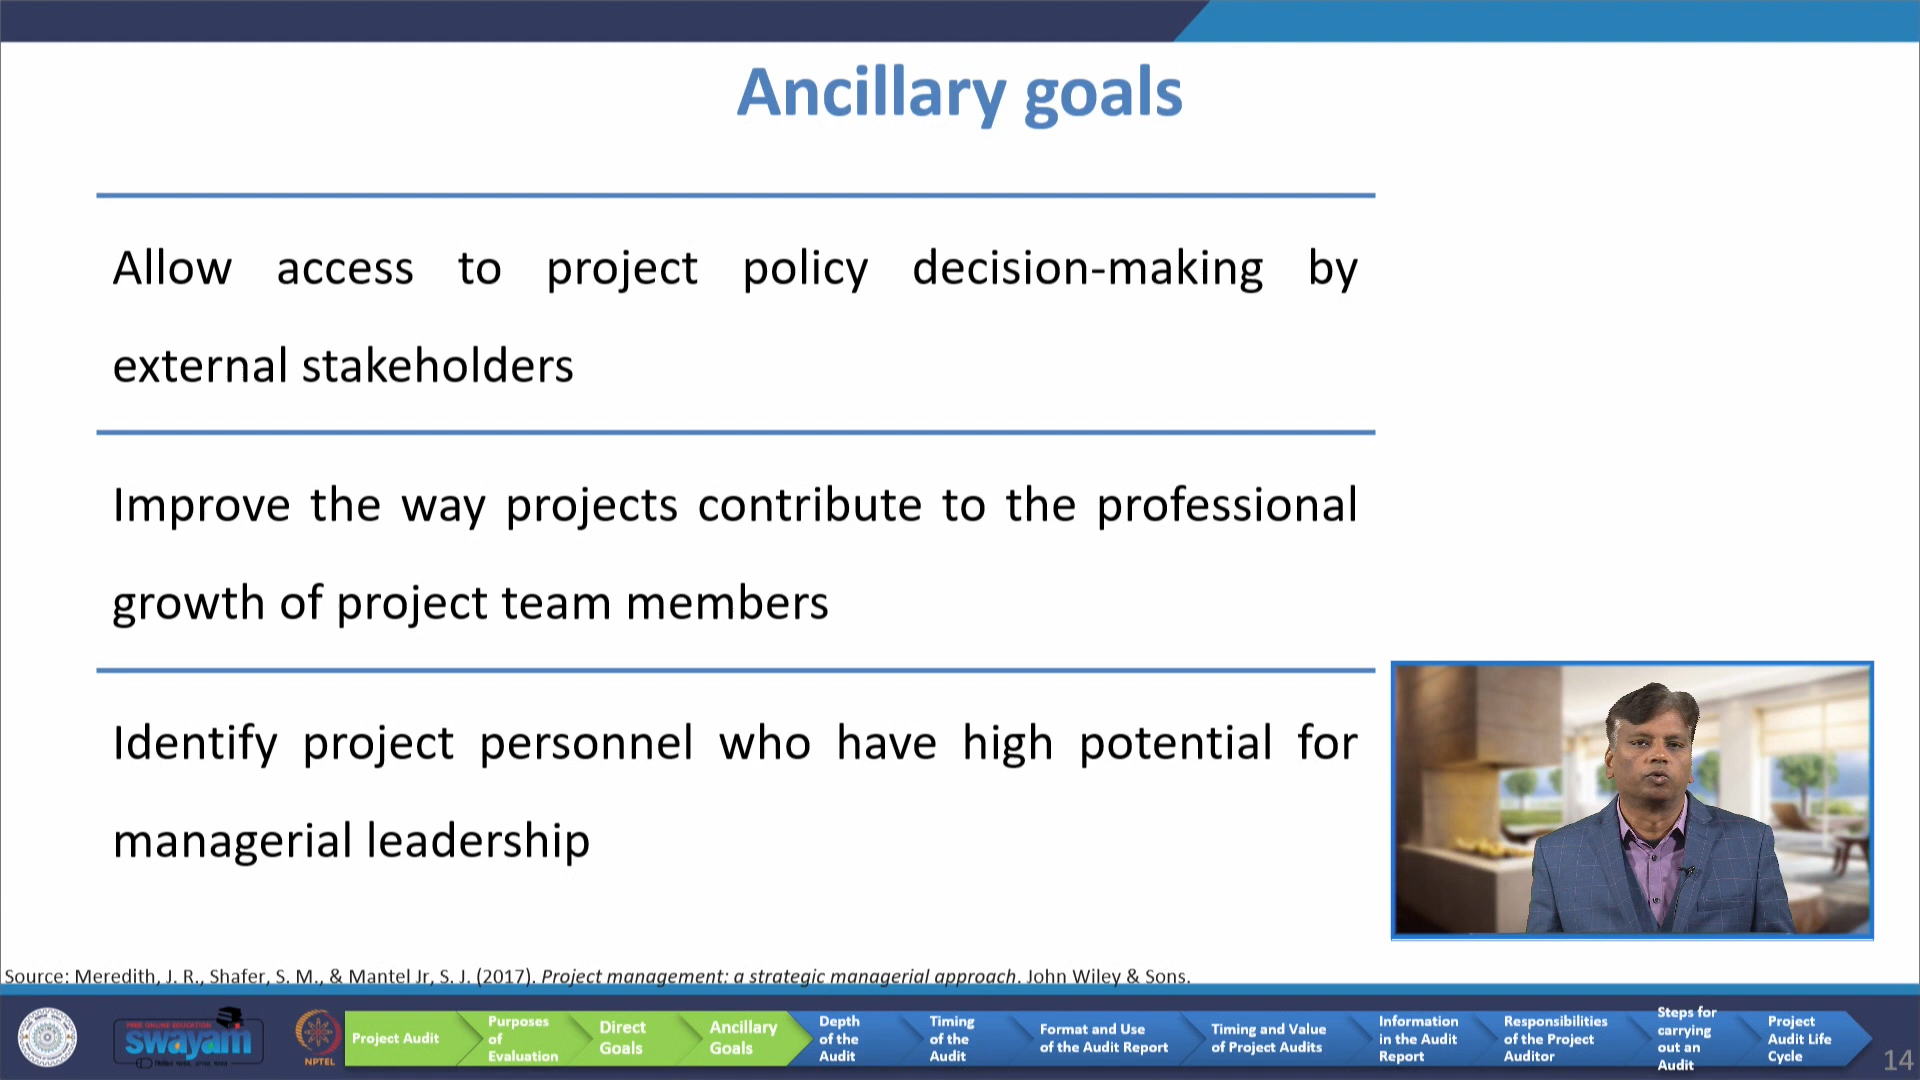 Ancillary goals
Allow access to project policy decision-making by
external stakeholders
Improve the way projects contribute to the professional
growth of project team members
Identify project personnel who have high potential for
managerial leadership
Source: Meredith, J. R., Shafer, S. M., & Mantel Jr, S. J. (2017). Project management: a strategic managerial approach. John Wiley & Sons.
FREE ONLINE EDUCATION
swayam
NPTEL
Project Audit
Purposes
of
Evaluation
Direct
Goals
Ancillary
Goals
Depth
of the
Audit
Timing
of the
Audit
Format and Use
of the Audit Report
Timing and Value
of Project Audits
Information
in the Audit
Report
Responsibilities
of the Project
Auditor
Steps for
carrying
out an
Audit
Project
Audit Life
Cycle
14